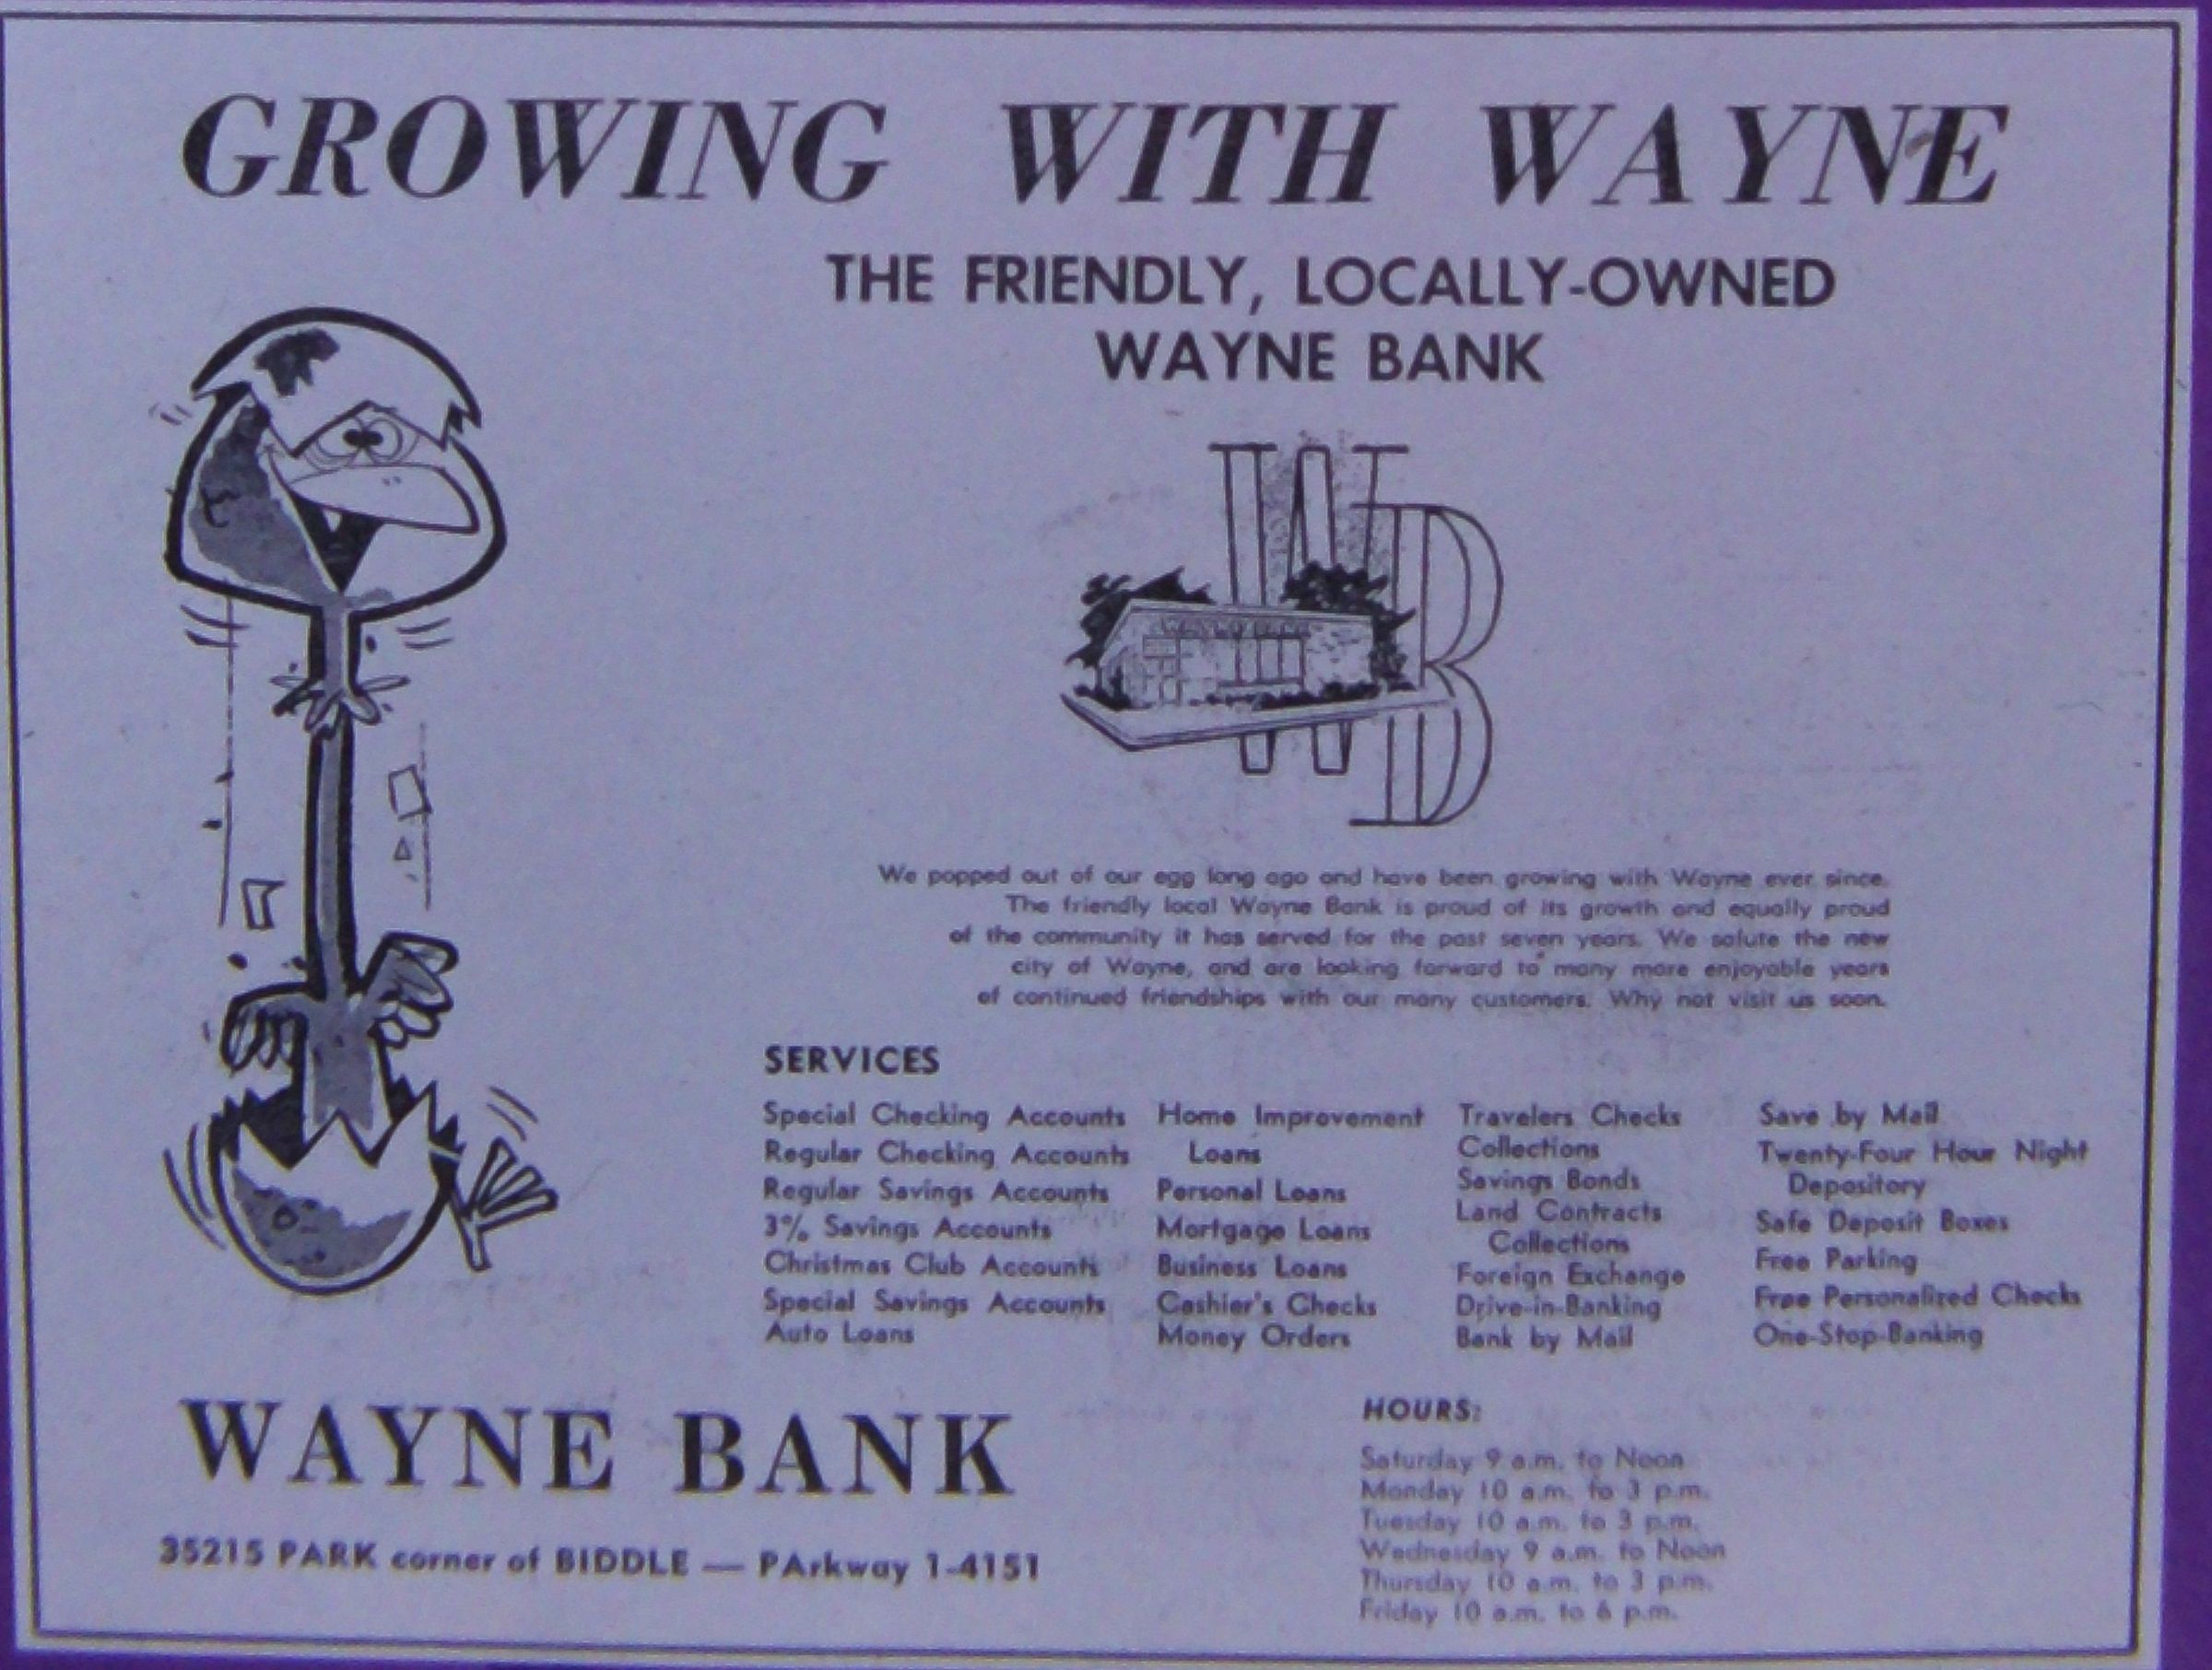 GROWING WITH WAYNE
THE FRIENDLY, LOCALLY-OWNED
WAYNE BANK
WB
We popped out of our egg long ago and have been growing with Wayne ever since.
The friendly local Wayne Bank is proud of its growth and equally proud
of the community it has served for the past seven years. We salute the new
city of Wayne, and are looking forward to many more enjoyable years
of continued friendships with our many customers. Why not visit us soon.
SERVICES
Special Checking Accounts
Regular Checking Accounts
Regular Savings Accounts
3% Savings Accounts
Christmas Club Accounts
Special Savings Accounts
Auto Loans
Home Improvement
Loans
Personal Loans
Mortgage Loans
Business Loans
Cashier's Checks
Money Orders
Travelers Checks
Collections
Savings Bonds
Land Contracts
Collections
Foreign Exchange
Drive-in-Banking
Bank by Mail
Save by Mail
Twenty-Four Hour Night
Depository
Safe Deposit Boxes
Free Parking
Free Personalized Checks
One-Stop-Banking
WAYNE BANK
35215 PARK corner of BIDDLE — PArkway 1-4151
HOURS:
Saturday 9 a.m. to Noon
Monday 10 a.m. to 3 p.m.
Tuesday 10 a.m. to 3 p.m.
Wednesday 9 a.m. to Noon
Thursday 10 a.m. to 3 p.m.
Friday 10 a.m. to 6 p.m.